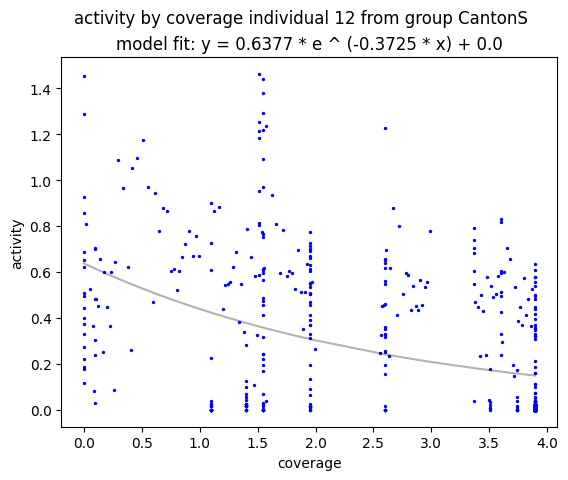 activity by coverage individual 12 from group CantonS
model fit: y = 0.6377 * e ^ (-0.3725 * x) + 0.0
1.4
1.2
1.0
0.8
0.6
0.4
0.2
0.0
activity
0.0 0.5 1.0 1.5 2.0 2.5 3.0 3.5 4.0
coverage